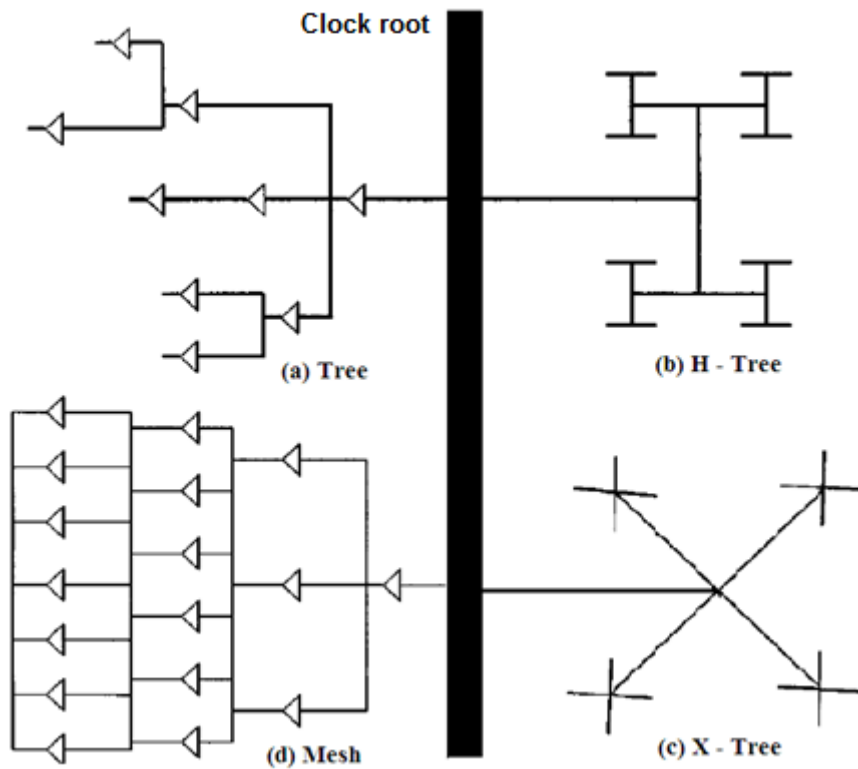 Clock root
(a) Tree
(b) H - Tree
(d) Mesh
(c) X - Tree